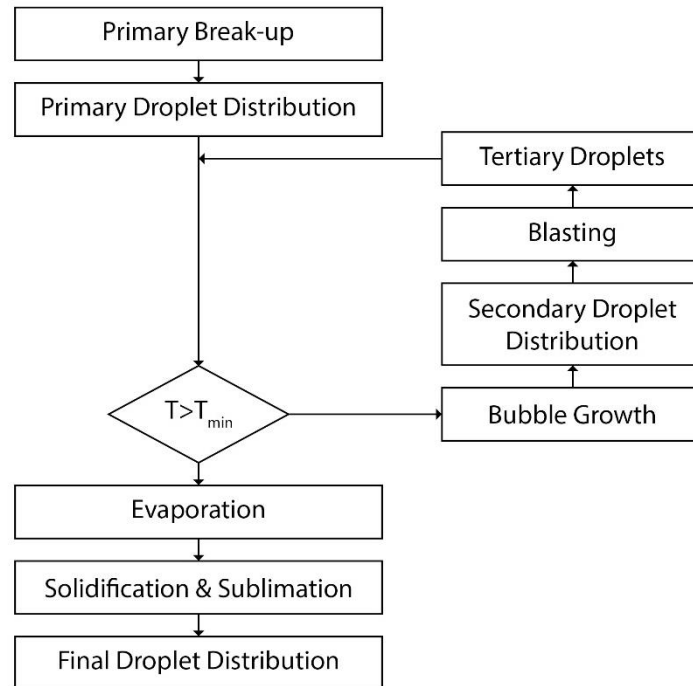 Primary Break-up
Primary Droplet Distribution
Tertiary Droplets
Blasting
Secondary Droplet
Distribution
T>Tmin
Bubble Growth
Evaporation
Solidification & Sublimation
Final Droplet Distribution